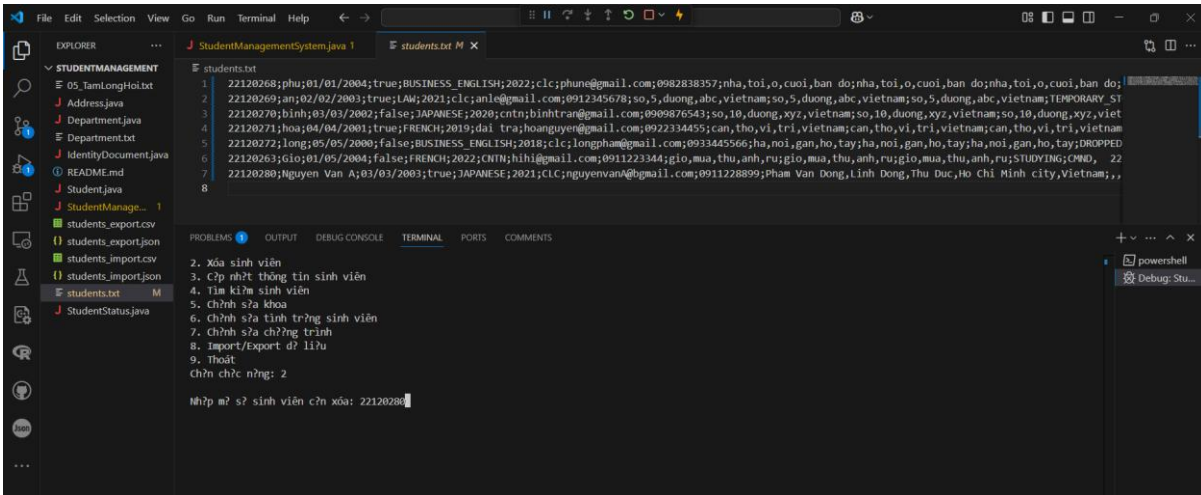 File Edit Selection View Go Run Terminal Help
EXPLORER
STUDENTMANAGEMENT
05_TamLongHoi.txt
Address.java
Department.java
Department.txt
IdentityDocument.java
README.md
Student.java
StudentManage... 1
students_export.csv
students_export.json
students_import.csv
students_import.json
students.txt M
StudentStatus.java
StudentManagementSystem.java 1
students.txt M
students.txt
1 22120268;phu;01/01/2004;true;BUSINESS_ENGLISH;2022;clc;phune@gmail.com;0982838357;nha,toi,o,cuoi,ban do;nha,toi,o,cuoi,ban do;nha,toi,o,cuoi,ban do;
2 22120269;an;02/02/2003;true;LAW;2021;clc;anle@gmail.com;0912345678;so,5,duong,abc,vietnam;so,5,duong,abc,vietnam;so,5,duong,abc,vietnam;TEMPORARY_ST
3 22120270;binh;03/03/2002;false;JAPANESE;2020;cntn;binhtran@gmail.com;0909876543;so,10,duong,xyz,vietnam;so,10,duong,xyz,vietnam;so,10,duong,xyz,viet
4 22120271;hoa;04/04/2001;true;FRENCH;2019;dai tra;hoanguyen@gmail.com;0922334455;can,tho,vi,tri,vietnam;can,tho,vi,tri,vietnam;can,tho,vi,tri,vietnam
5 22120272;long;05/05/2000;false;BUSINESS_ENGLISH;2018;clc;longpham@gmail.com;0933445566;ha,noi,gan,ho,tay;ha,noi,gan,ho,tay;ha,noi,gan,ho,tay;DROPPED
6 22120263;Gio;01/05/2004;false;FRENCH;2022;CNTN;hihi@gmail.com;0911223344;gio,mua,thu,anh,ru;gio,mua,thu,anh,ru;gio,mua,thu,anh,ru;STUDYING;CMND, 22
7 22120280;Nguyen Van A;03/03/2003;true;JAPANESE;2021;CLC;nguyenvanA@bgmail.com;0911228899;Pham Van Dong,Linh Dong,Thu Duc,Ho Chi Minh city,Vietnam;,,
8
PROBLEMS 1 OUTPUT DEBUG CONSOLE TERMINAL PORTS COMMENTS
2. Xóa sinh viên
3. C?p nh?t thông tin sinh viên
4. Tìm ki?m sinh viên
5. Ch?nh s?a khoa
6. Ch?nh s?a tình tr?ng sinh viên
7. Ch?nh s?a ch??ng trình
8. Import/Export d? li?u
9. Thoát
Ch?n ch?c n?ng: 2
Nh?p m? s? sinh viên c?n xóa: 22120280
powershell
Debug: Stu...
Json